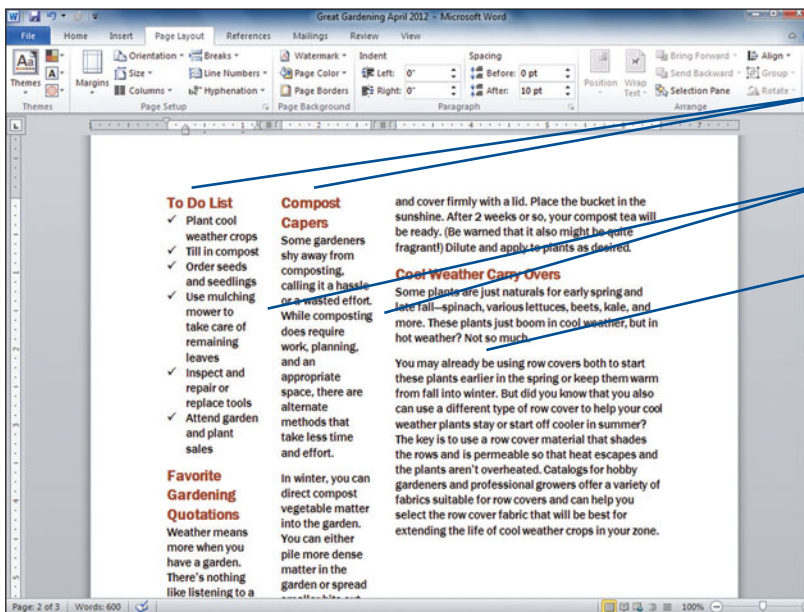 Great Gardening April 2012 - Microsoft Word
File Home Insert Page Layout References Mailings Review View
Themes
Themes
Margins
Orientation
Size
Columns
Breaks
Line Numbers
Hyphenation
Page Setup
Watermark
Page Color
Page Borders
Page Background
Indent
Left: 0"
Right: 0"
Spacing
Before: 0 pt
After: 10 pt
Paragraph
Position
Wrap
Text
Bring Forward
Send Backward
Selection Pane
Align
Group
Rotate
Arrange
To Do List
✓ Plant cool
weather crops
✓ Till in compost
✓ Order seeds
and seedlings
✓ Use mulching
mower to
take care of
remaining
leaves
✓ Inspect and
repair or
replace tools
✓ Attend garden
and plant
sales
Favorite
Gardening
Quotations
Weather means
more when you
have a garden.
There's nothing
like listening to a
Compost
Capers
Some gardeners
shy away from
composting,
calling it a hassle
or a wasted effort.
While composting
does require
work, planning,
and an
appropriate
space, there are
alternate
methods that
take less time
and effort.
In winter, you can
direct compost
vegetable matter
into the garden.
You can either
pile more dense
matter in the
garden or spread
smaller bits out
and cover firmly with a lid. Place the bucket in the
sunshine. After 2 weeks or so, your compost tea will
be ready. (Be warned that it also might be quite
fragrant!) Dilute and apply to plants as desired.
Cool Weather Carry Overs
Some plants are just naturals for early spring and
late fall—spinach, various lettuces, beets, kale, and
more. These plants just boom in cool weather, but in
hot weather? Not so much.
You may already be using row covers both to start
these plants earlier in the spring or keep them warm
from fall into winter. But did you know that you also
can use a different type of row cover to help your cool
weather plants stay or start off cooler in summer?
The key is to use a row cover material that shades
the rows and is permeable so that heat escapes and
the plants aren't overheated. Catalogs for hobby
gardeners and professional growers offer a variety of
fabrics suitable for row covers and can help you
select the row cover fabric that will be best for
extending the life of cool weather crops in your zone.
Page: 2 of 3 Words: 600 100%